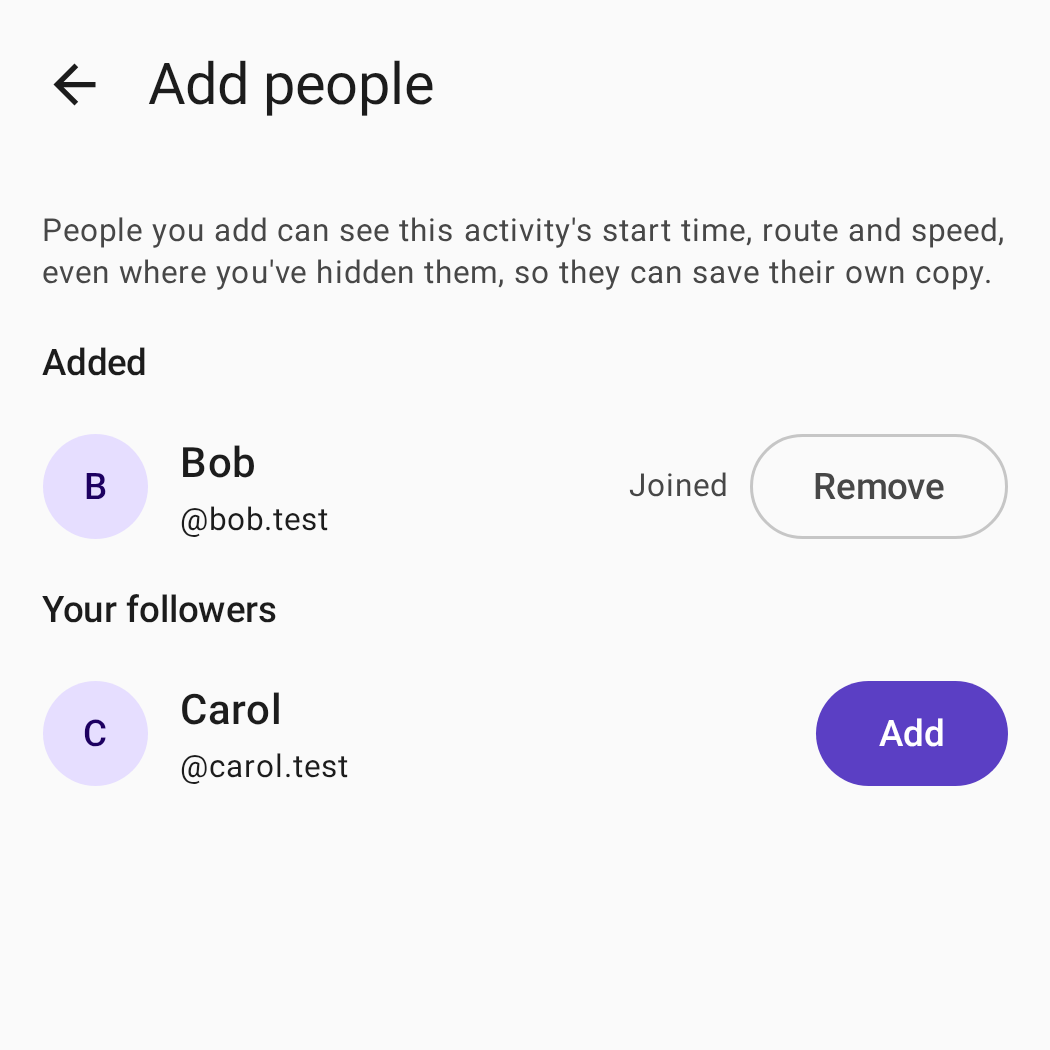 Add people
People you add can see this activity's start time, route and speed,
even where you've hidden them, so they can save their own copy.
Added
B
Bob
@bob.test
Joined
Remove
Your followers
C
Carol
@carol.test
Add